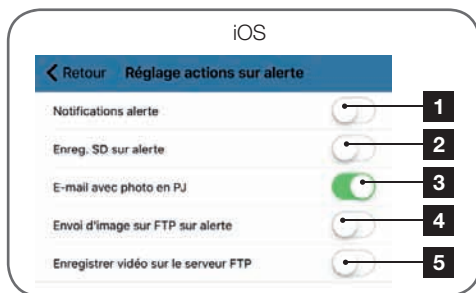 iOS
Retour Réglage actions sur alerte
Notifications alerte 1
Enreg. SD sur alerte 2
E-mail avec photo en PJ 3
Envoi d'image sur FTP sur alerte 4
Enregistrer vidéo sur le serveur FTP 5